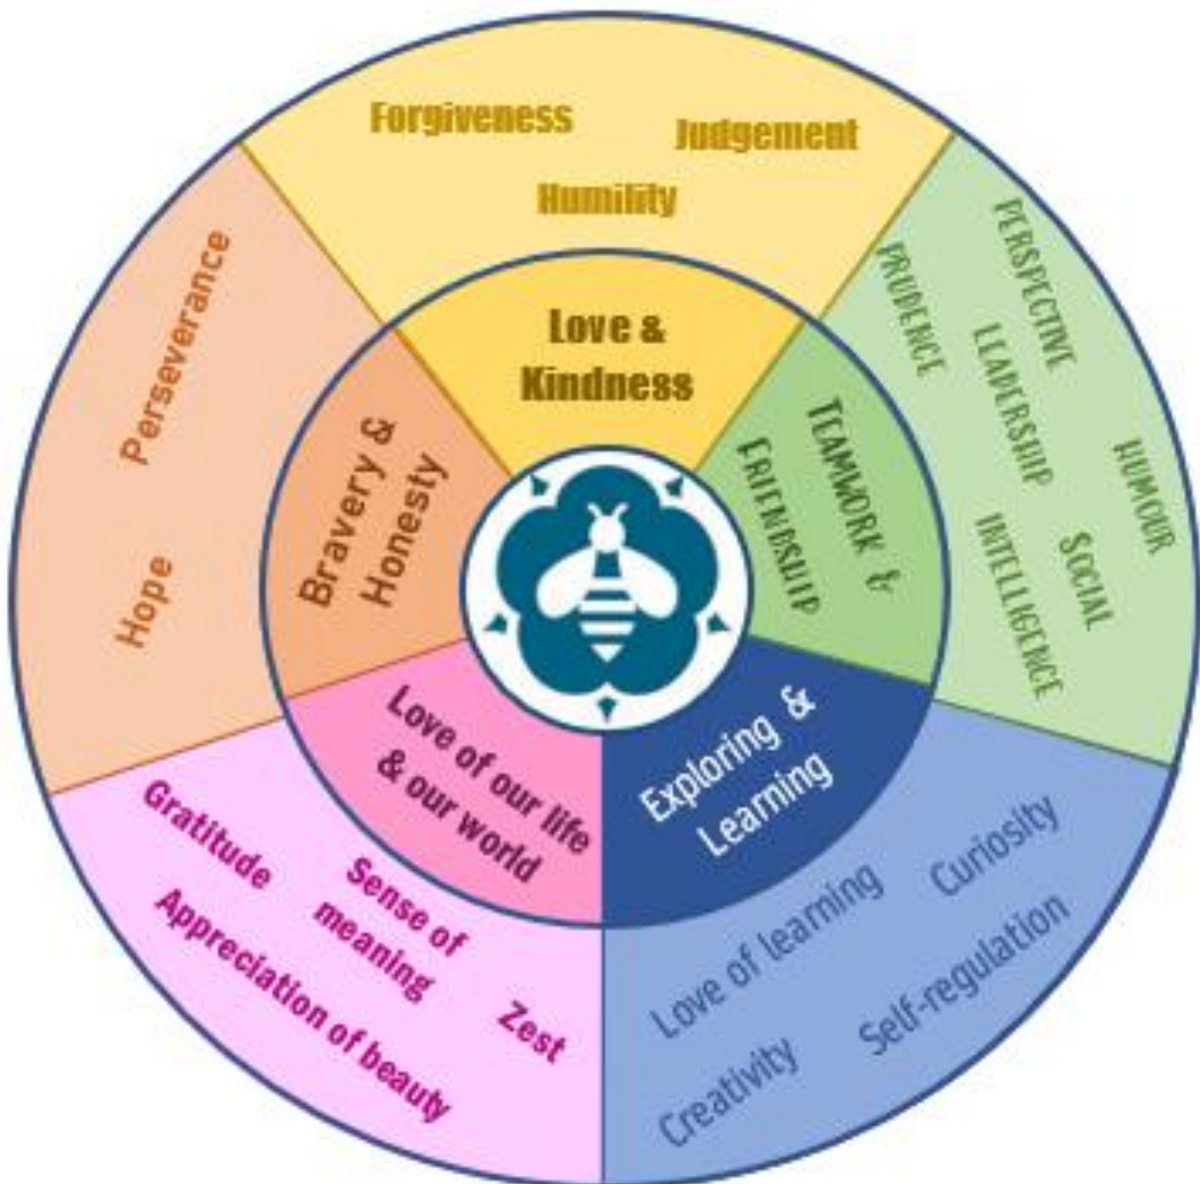 Forgiveness
Judgement
Humility
Love &
Kindness
PERSPECTIVE
PRUDENCE
LEADERSHIP
HUMOUR
SOCIAL
INTELLIGENCE
TEAMWORK &
FRIENDSHIP
Exploring &
Learning
Curiosity
Love of learning
Self-regulation
Creativity
Love of our life
& our world
Gratitude
Sense of
meaning
Appreciation of beauty
Zest
Bravery &
Honesty
Perseverance
Hope